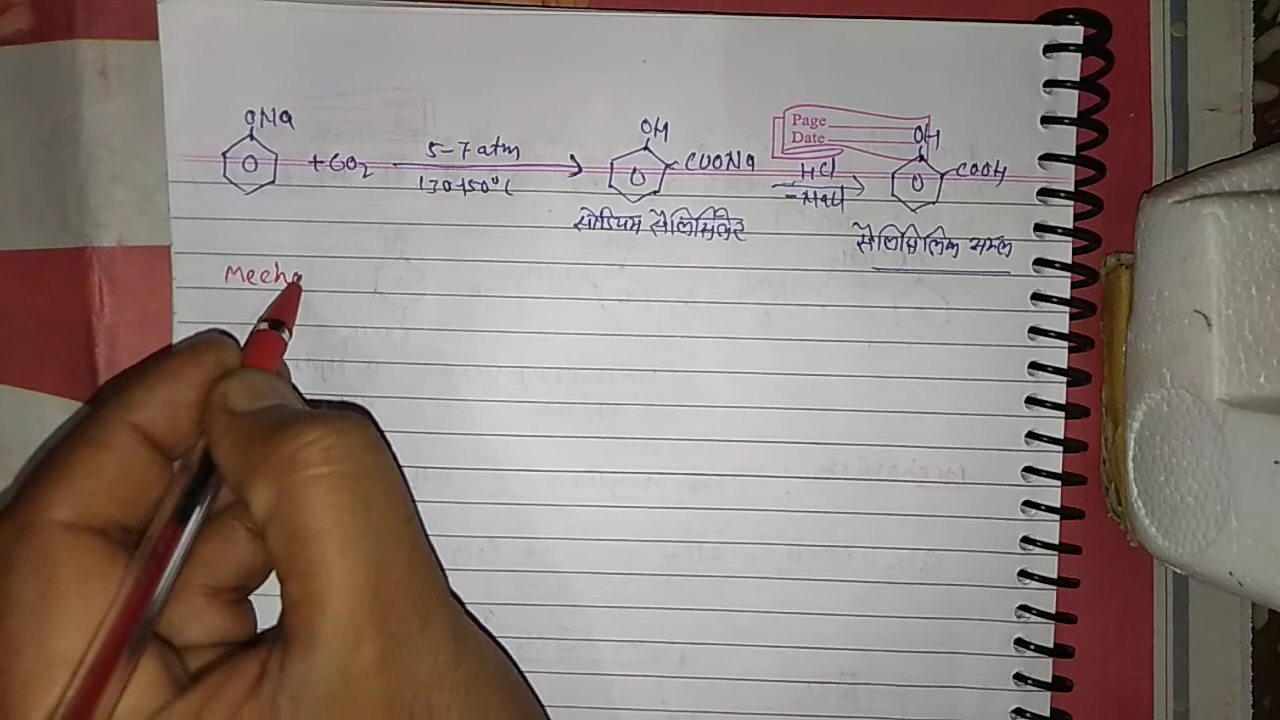 ONa OH Page OH
+ CO2 5-7 atm COONa Date HCl COOH
130-150°C -NaCl
सोडियम सैलिसिलेट सैलिसिलिक अम्ल
Mecha